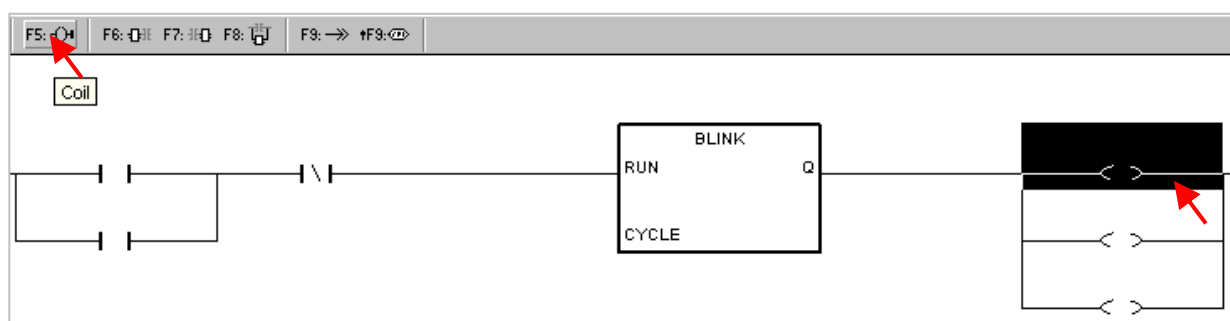 F5: F6: F7: F8: F9: F9:
Coil
BLINK
RUN Q
CYCLE